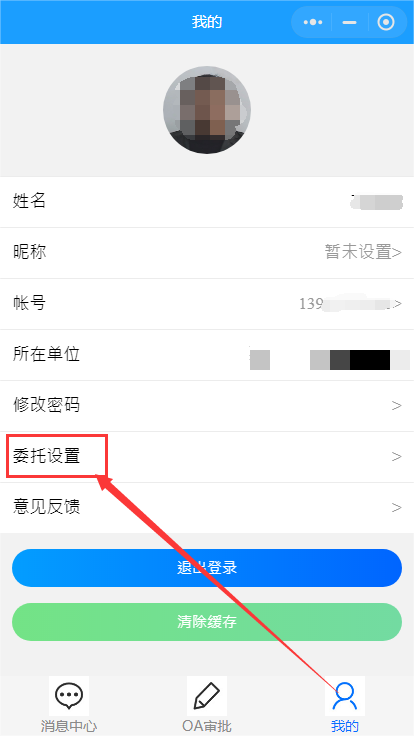 我的
姓名
昵称 暂未设置>
帐号 139 >
所在单位
修改密码 >
委托设置 >
意见反馈 >
退出登录
清除缓存
消息中心 OA审批 我的